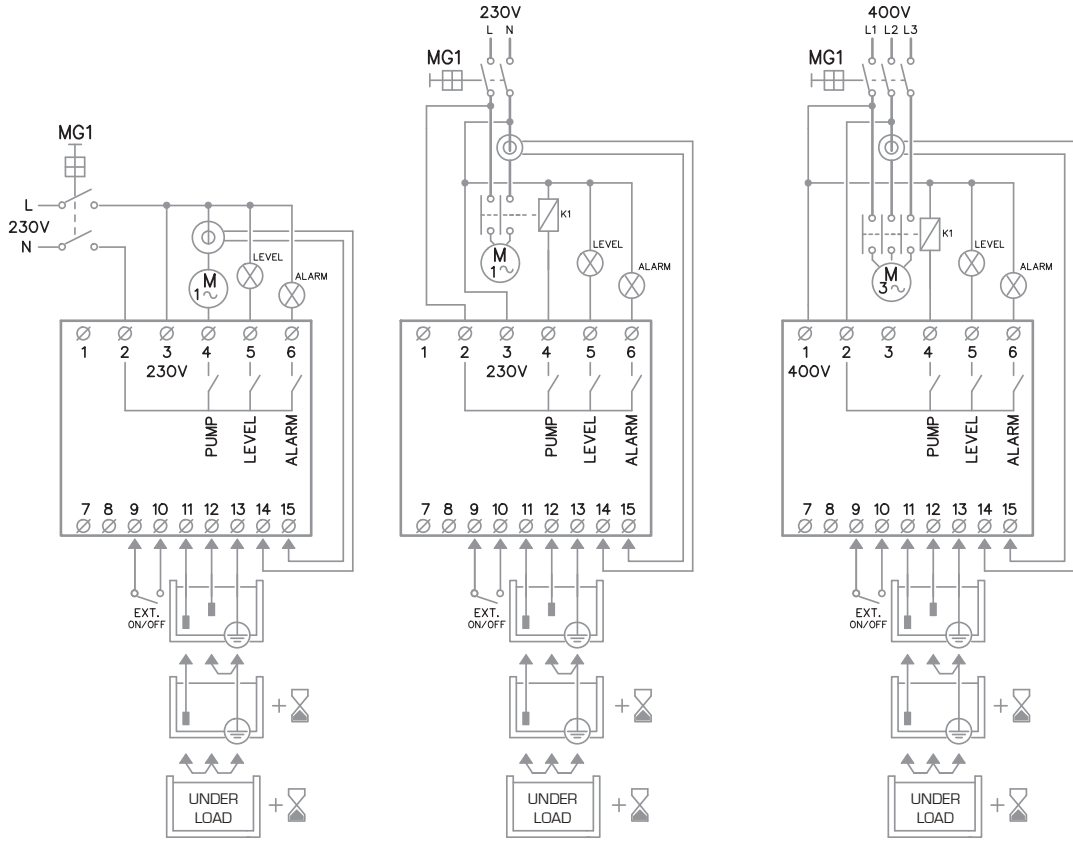 MG1
L
230V
N
M
1
LEVEL
ALARM
1 2 3 4 5 6
230V
PUMP
LEVEL
ALARM
7 8 9 10 11 12 13 14 15
EXT.
ON/OFF
+
+
UNDER
LOAD
230V
L N
MG1
K1
M
1
LEVEL
ALARM
1 2 3 4 5 6
230V
PUMP
LEVEL
ALARM
7 8 9 10 11 12 13 14 15
EXT.
ON/OFF
+
+
UNDER
LOAD
400V
L1 L2 L3
MG1
K1
M
3
LEVEL
ALARM
1 2 3 4 5 6
400V
PUMP
LEVEL
ALARM
7 8 9 10 11 12 13 14 15
EXT.
ON/OFF
+
+
UNDER
LOAD